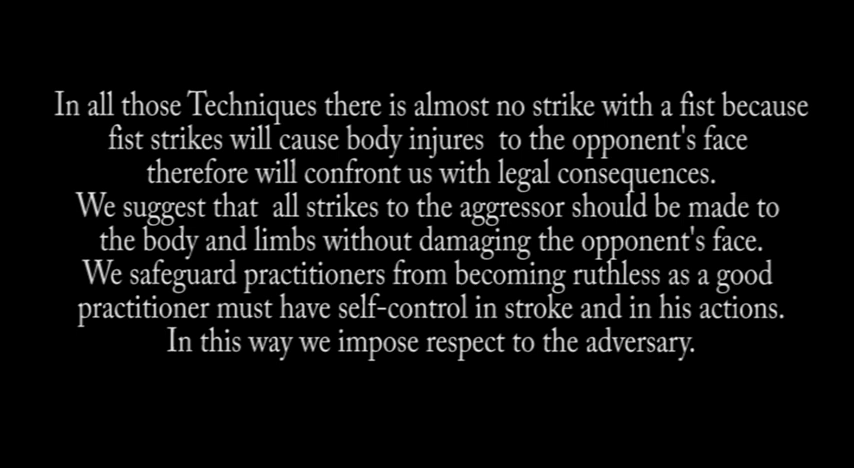 In all those Techniques there is almost no strike with a fist because
fist strikes will cause body injures to the opponent's face
therefore will confront us with legal consequences.
We suggest that all strikes to the aggressor should be made to
the body and limbs without damaging the opponent's face.
We safeguard practitioners from becoming ruthless as a good
practitioner must have self-control in stroke and in his actions.
In this way we impose respect to the adversary.